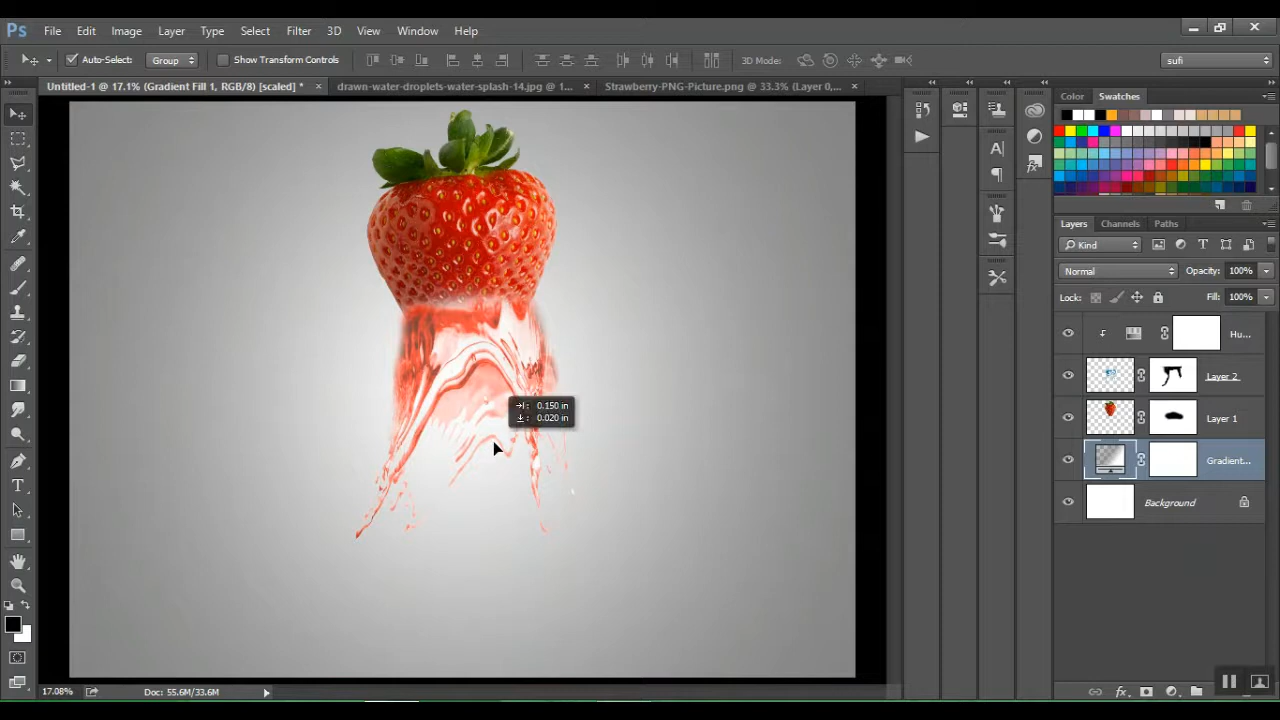 Ps File Edit Image Layer Type Select Filter 3D View Window Help
Auto-Select: Group Show Transform Controls 3D Mode: sufi
Untitled-1 @ 17.1% (Gradient Fill 1, RGB/8) [scaled] * × drawn-water-droplets-water-splash-14.jpg @ 1... × Strawberry-PNG-Picture.png @ 33.3% (Layer 0,... ×
Color Swatches
Layers Channels Paths
Kind
Normal Opacity: 100%
Lock: Fill: 100%
Hu...
Layer 2
Layer 1
Gradient...
Background
0.150 in
0.020 in
17.08% Doc: 55.6M/33.6M